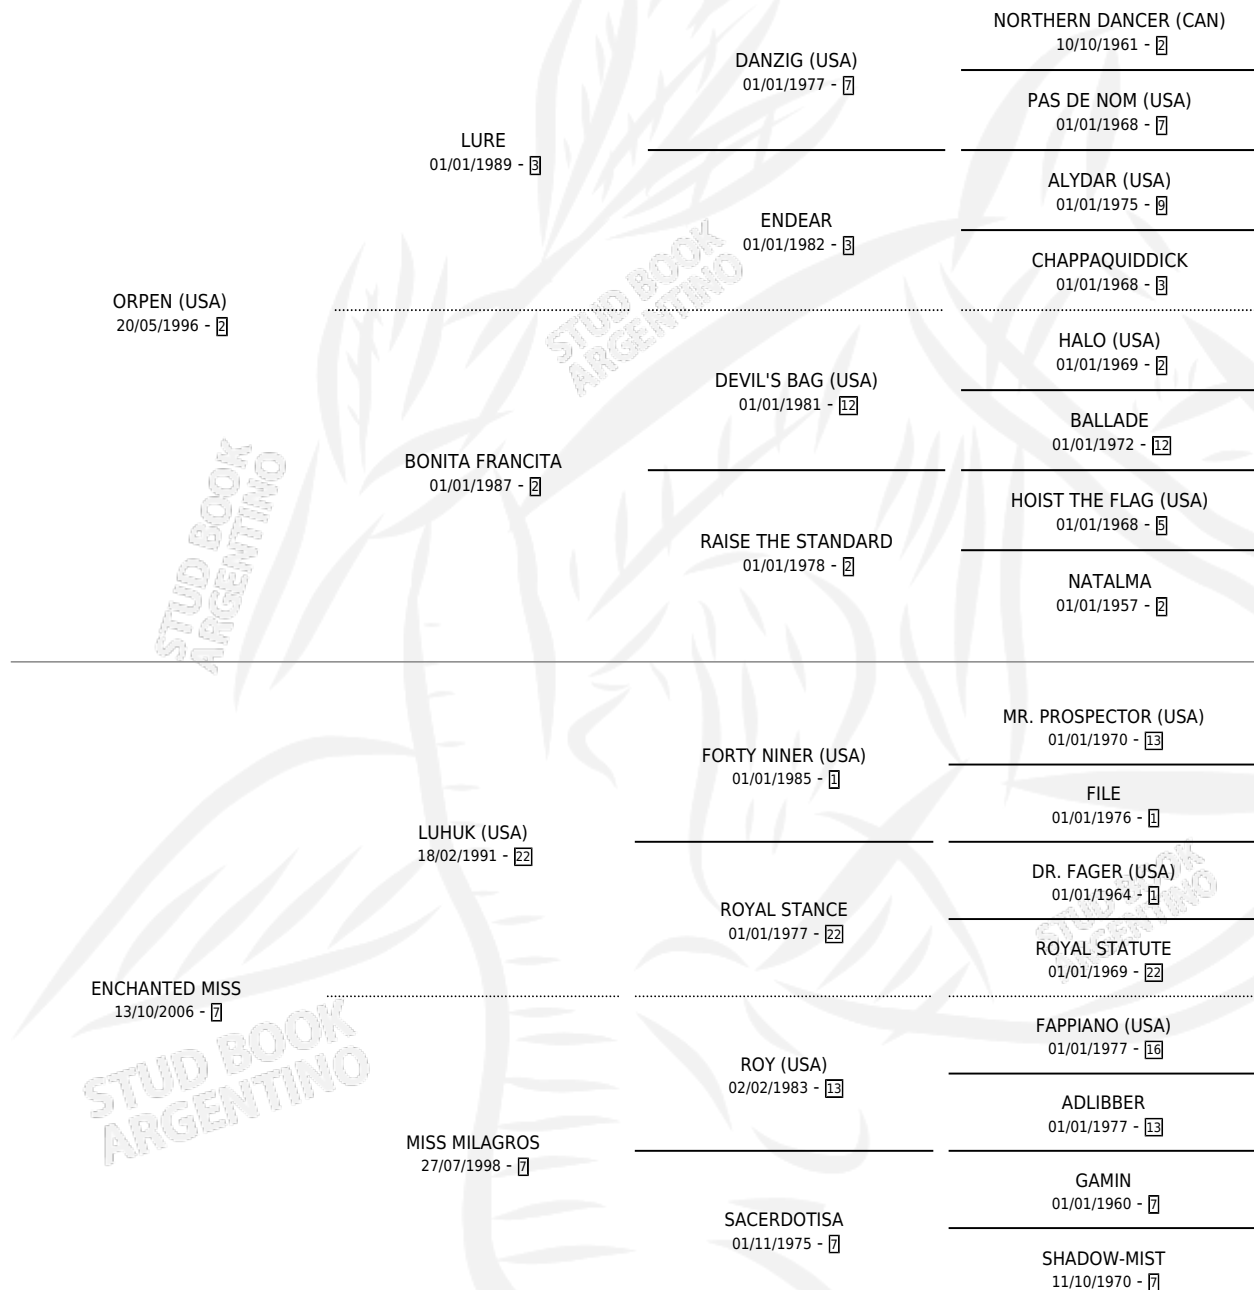 NORTHERN DANCER (CAN)
10/10/1961 - 2
DANZIG (USA)
01/01/1977 - 7
PAS DE NOM (USA)
01/01/1968 - 7
LURE
01/01/1989 - 3
ALYDAR (USA)
01/01/1975 - 9
ENDEAR
01/01/1982 - 3
CHAPPAQUIDDICK
01/01/1968 - 3
ORPEN (USA)
20/05/1996 - 2
HALO (USA)
01/01/1969 - 2
DEVIL'S BAG (USA)
01/01/1981 - 12
BALLADE
01/01/1972 - 12
BONITA FRANCITA
01/01/1987 - 2
HOIST THE FLAG (USA)
01/01/1968 - 5
RAISE THE STANDARD
01/01/1978 - 2
NATALMA
01/01/1957 - 2
MR. PROSPECTOR (USA)
01/01/1970 - 13
FORTY NINER (USA)
01/01/1985 - 1
FILE
01/01/1976 - 1
LUHUK (USA)
18/02/1991 - 22
DR. FAGER (USA)
01/01/1964 - 1
ROYAL STANCE
01/01/1977 - 22
ROYAL STATUTE
01/01/1969 - 22
ENCHANTED MISS
13/10/2006 - 7
FAPPIANO (USA)
01/01/1977 - 16
ROY (USA)
02/02/1983 - 13
ADLIBBER
01/01/1977 - 13
MISS MILAGROS
27/07/1998 - 7
GAMIN
01/01/1960 - 7
SACERDOTISA
01/11/1975 - 7
SHADOW-MIST
11/10/1970 - 7
STUD BOOK
ARGENTINO
STUD BOOK
ARGENTINO
STUD BOOK
ARGENTINO
STUD BOOK
ARGENTINO